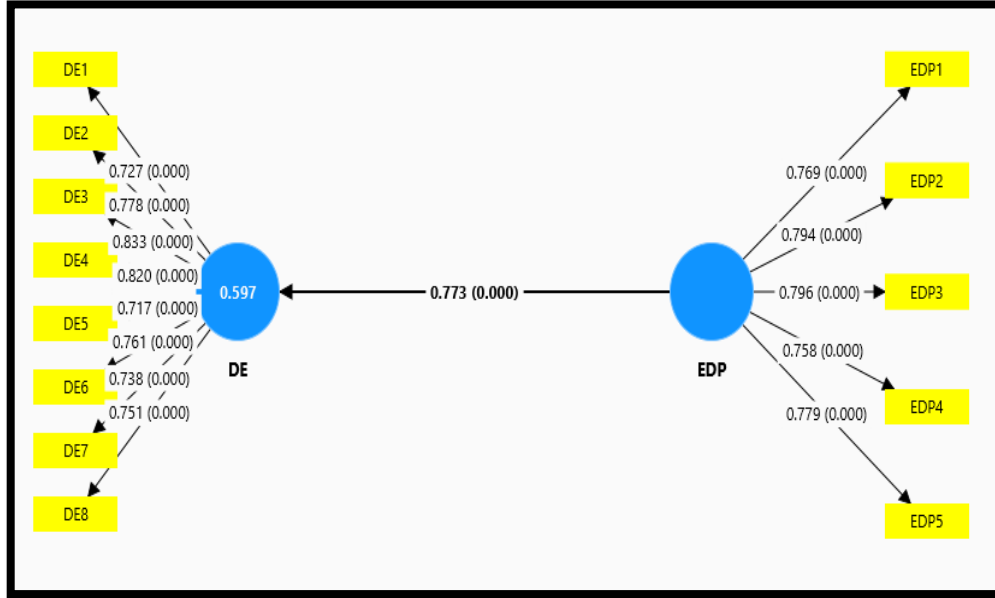 DE1
DE2
DE3
DE4
DE5
DE6
DE7
DE8
0.727 (0.000)
0.778 (0.000)
0.833 (0.000)
0.820 (0.000)
0.717 (0.000)
0.761 (0.000)
0.738 (0.000)
0.751 (0.000)
0.597
DE
0.773 (0.000)
EDP
0.769 (0.000)
0.794 (0.000)
0.796 (0.000)
0.758 (0.000)
0.779 (0.000)
EDP1
EDP2
EDP3
EDP4
EDP5